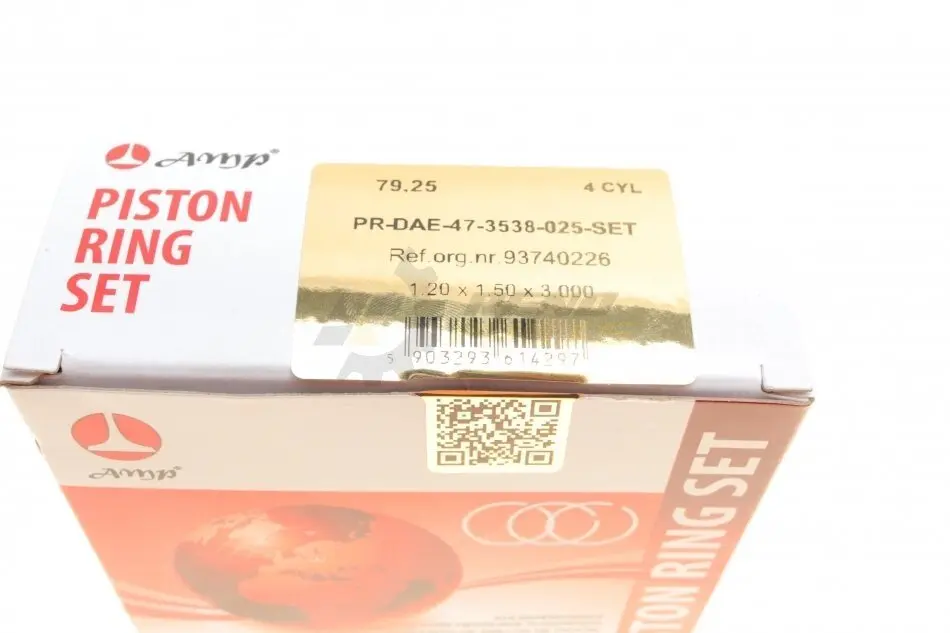 AMP®
PISTON
RING
SET
79.25 4 CYL
PR-DAE-47-3538-025-SET
Ref.org.nr.93740226
1.20 x 1.50 x 3.000
5 903293 614297
AMP®
PISTON RING SET